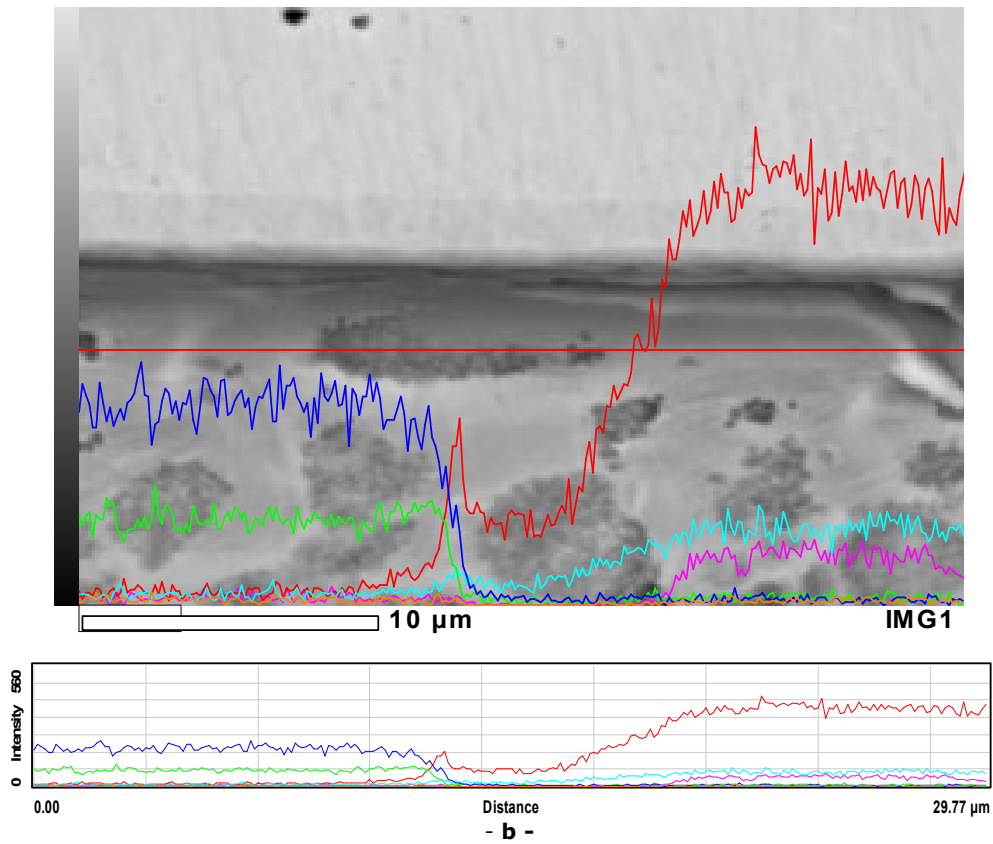 10 µm IMG1
560
Intensity
0
0.00 Distance 29.77 µm
- b -